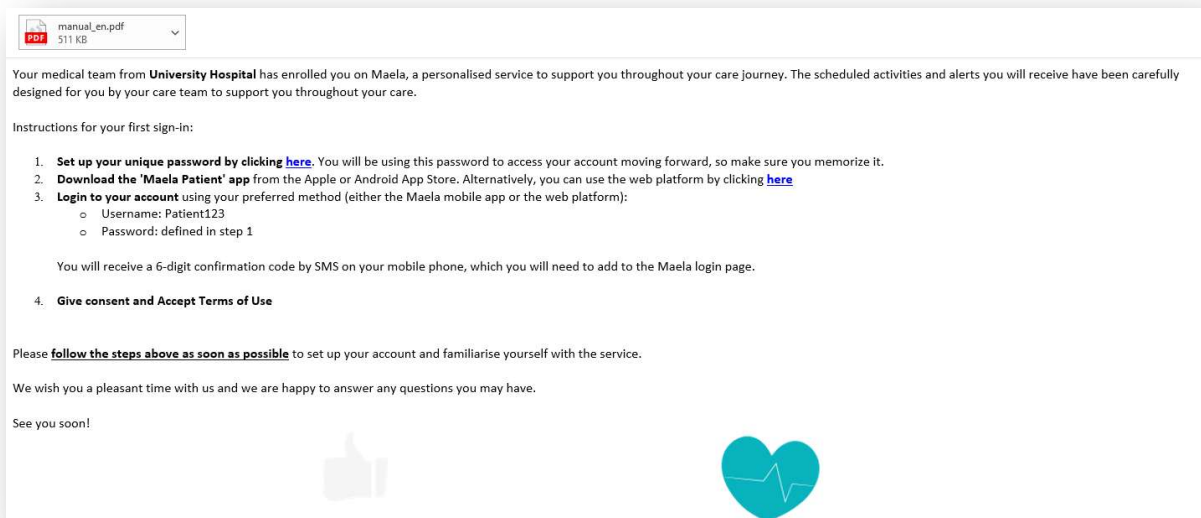 manual_en.pdf
PDF
511 KB
Your medical team from University Hospital has enrolled you on Maela, a personalised service to support you throughout your care journey. The scheduled activities and alerts you will receive have been carefully
designed for you by your care team to support you throughout your care.
Instructions for your first sign-in:
1. Set up your unique password by clicking here. You will be using this password to access your account moving forward, so make sure you memorize it.
2. Download the 'Maela Patient' app from the Apple or Android App Store. Alternatively, you can use the web platform by clicking here
3. Login to your account using your preferred method (either the Maela mobile app or the web platform):
o Username: Patient123
o Password: defined in step 1
You will receive a 6-digit confirmation code by SMS on your mobile phone, which you will need to add to the Maela login page.
4. Give consent and Accept Terms of Use
Please follow the steps above as soon as possible to set up your account and familiarise yourself with the service.
We wish you a pleasant time with us and we are happy to answer any questions you may have.
See you soon!